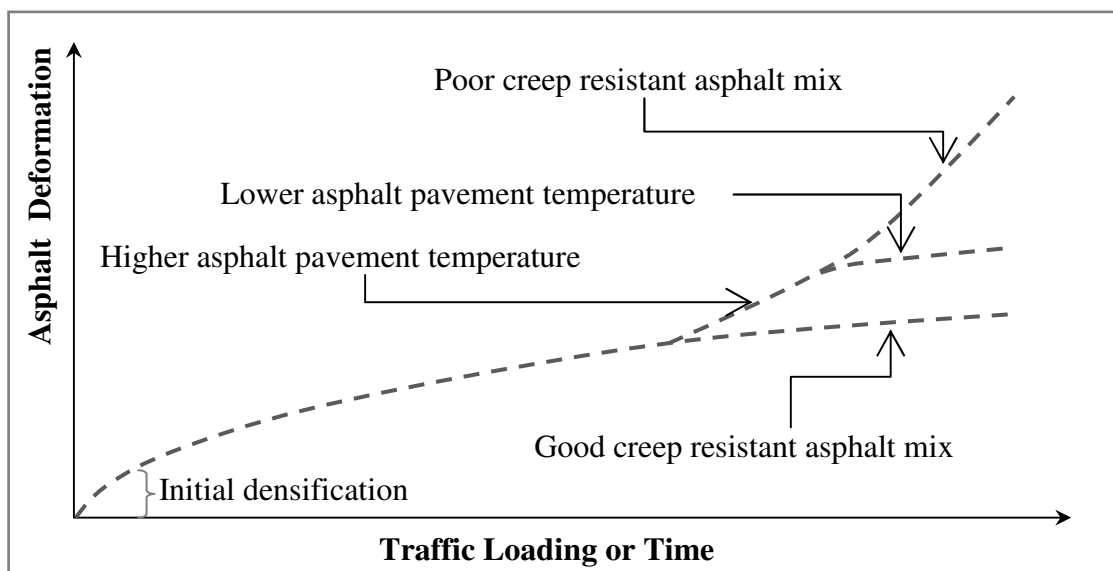 Poor creep resistant asphalt mix
Lower asphalt pavement temperature
Higher asphalt pavement temperature
Asphalt Deformation
Good creep resistant asphalt mix
Initial densification
Traffic Loading or Time